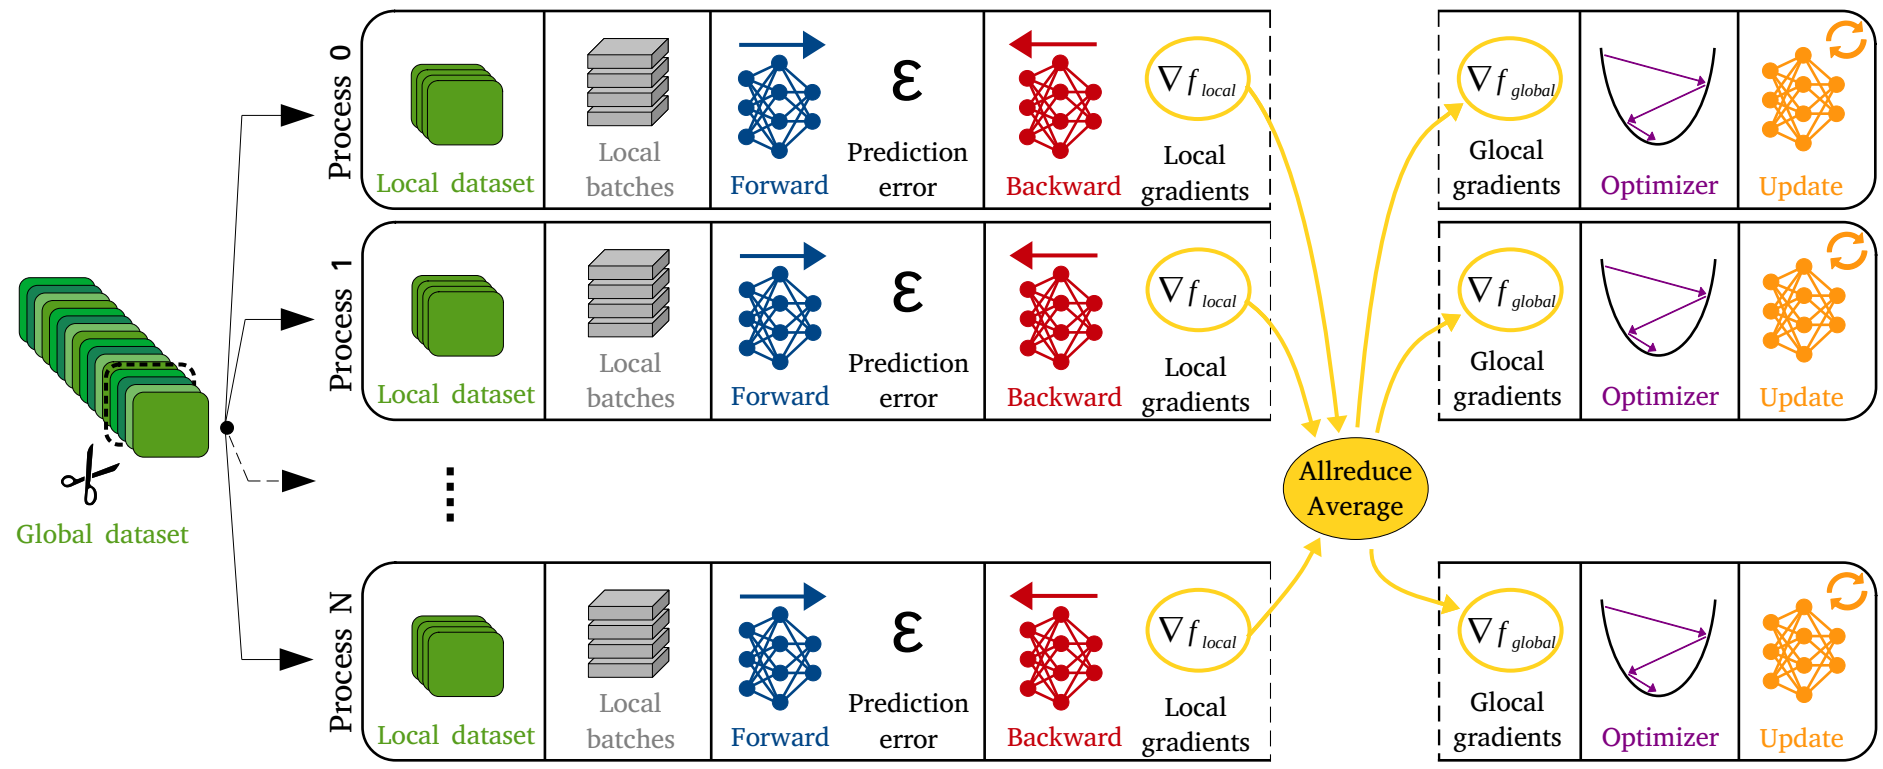 Global dataset
Process 0
Local dataset
Local
batches
Forward
ε
Prediction
error
Backward
∇f local
Local
gradients
∇f global
Glocal
gradients
Optimizer
Update
Process 1
Local dataset
Local
batches
Forward
ε
Prediction
error
Backward
∇f local
Local
gradients
∇f global
Glocal
gradients
Optimizer
Update
Allreduce
Average
Process N
Local dataset
Local
batches
Forward
ε
Prediction
error
Backward
∇f local
Local
gradients
∇f global
Glocal
gradients
Optimizer
Update